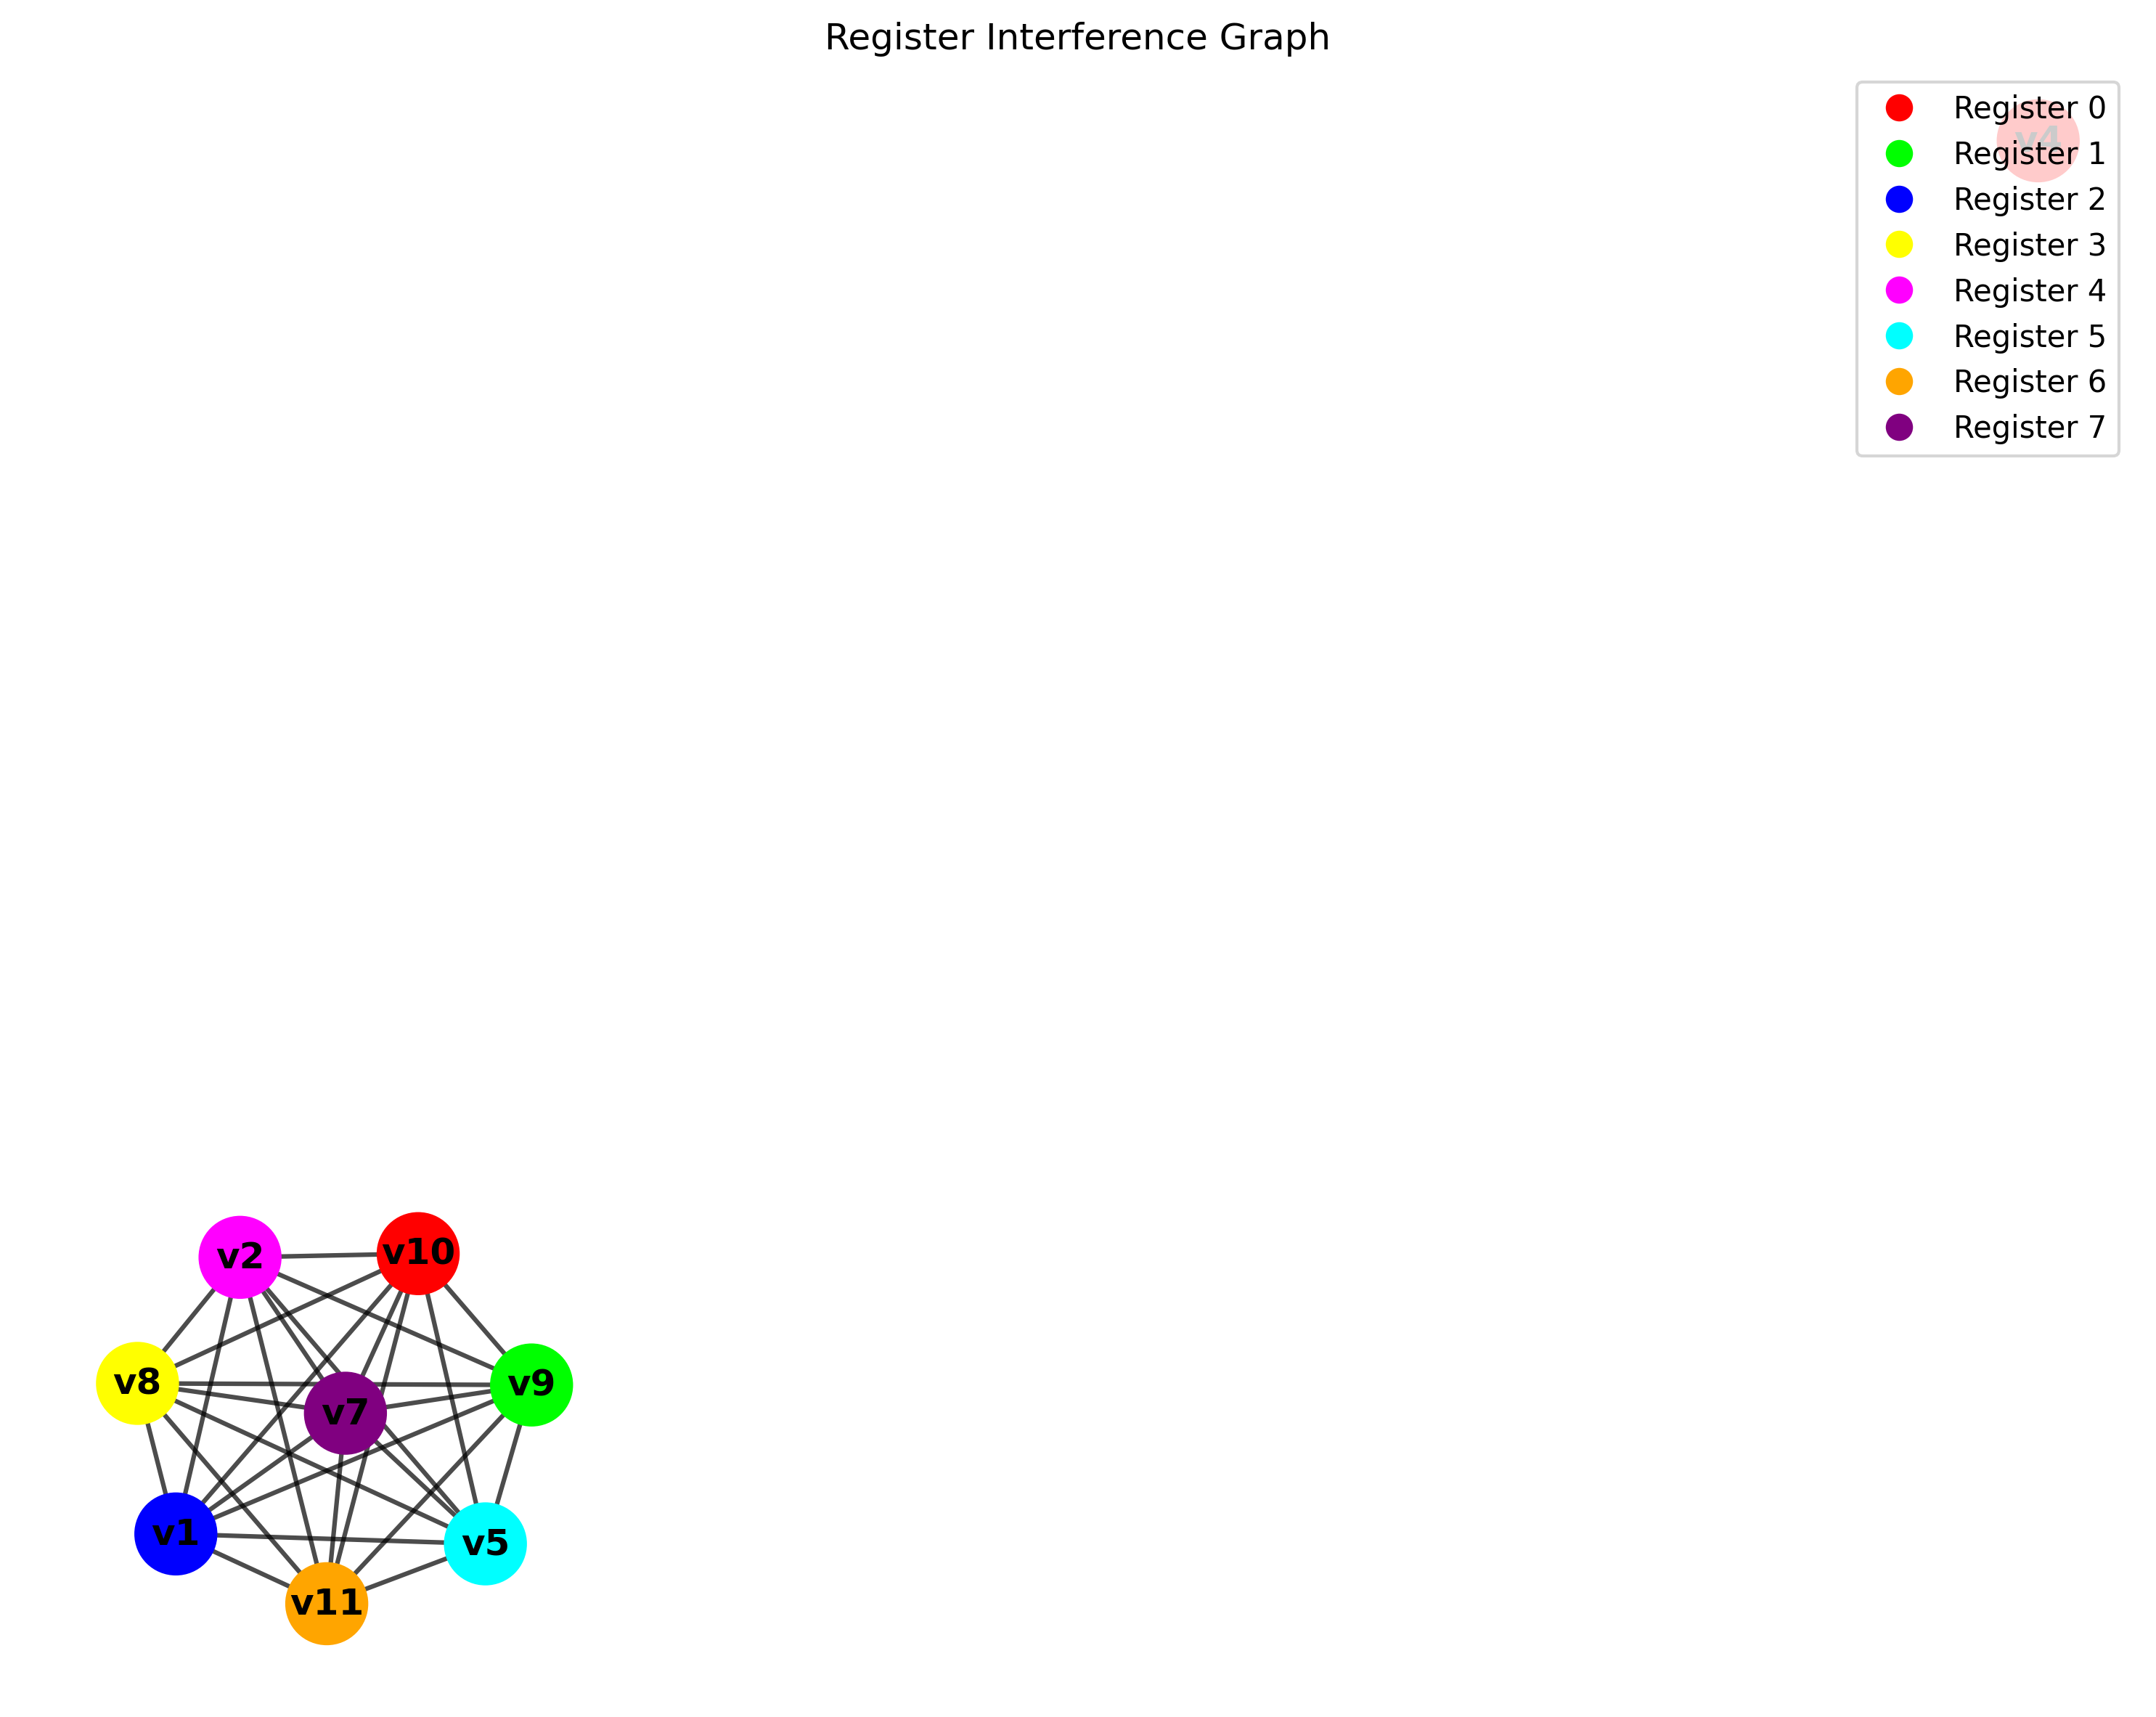 Register Interference Graph
Register 0
Register 1
v4
Register 2
Register 3
Register 4
Register 5
Register 6
Register 7
v2
v10
v8
v9
v7
v1
v5
v11